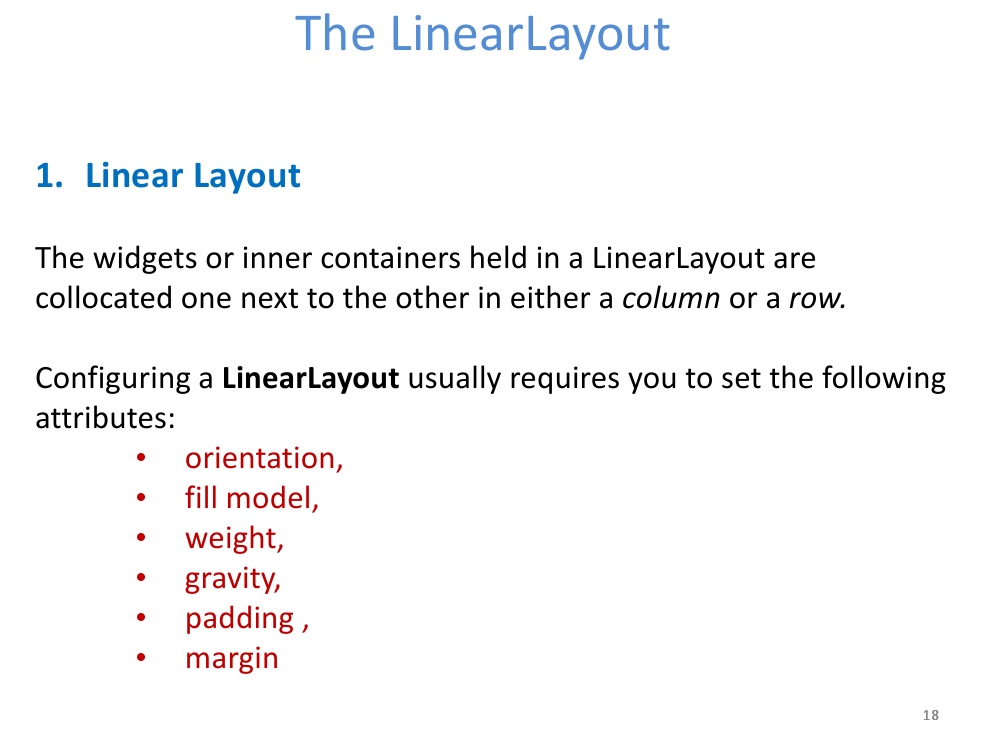 The LinearLayout
1. Linear Layout
The widgets or inner containers held in a LinearLayout are
collocated one next to the other in either a column or a row.
Configuring a LinearLayout usually requires you to set the following
attributes:
• orientation,
• fill model,
• weight,
• gravity,
• padding ,
• margin
18